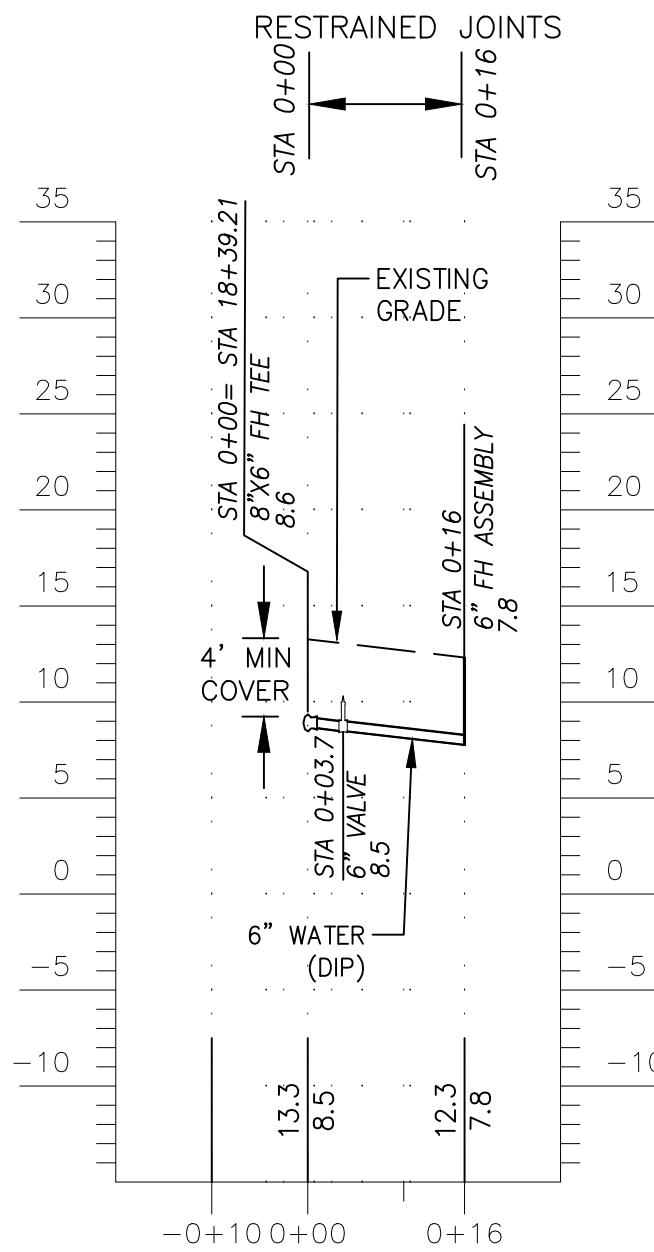 RESTRAINED JOINTS
STA 0+00
STA 0+16
35
35
30
30
25
25
20
20
15
15
10
10
5
5
0
0
-5
-5
-10
-10
STA 0+00= STA 18+39.21
8"X6" FH TEE
8.6
EXISTING
GRADE
STA 0+16
6" FH ASSEMBLY
7.8
4' MIN
COVER
STA 0+03.7
6" VALVE
8.5
6" WATER
(DIP)
13.3
8.5
12.3
7.8
-0+10
0+00
0+16